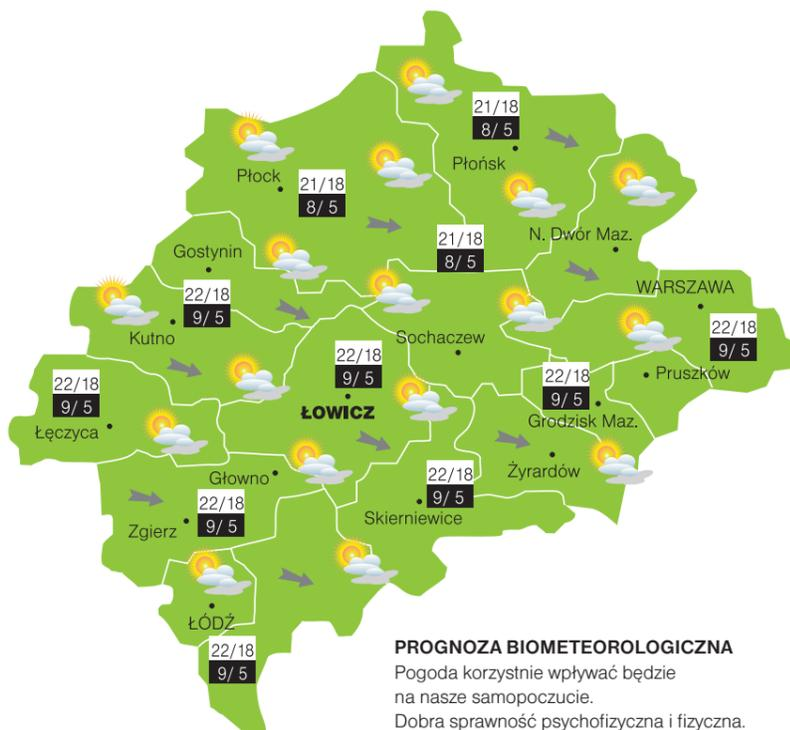 21/18
8/ 5
Płońsk
Płock
21/18
8/ 5
21/18
8/ 5
N. Dwór Maz.
Gostynin
22/18
9/ 5
Kutno
WARSZAWA
22/18
9/ 5
Sochaczew
22/18
9/ 5
ŁOWICZ
22/18
9/ 5
Pruszków
Grodzisk Maz.
22/18
9/ 5
Łęczyca
Głowno
Żyrardów
22/18
9/ 5
Skierniewice
22/18
9/ 5
Zgierz
ŁÓDŹ
22/18
9/ 5
PROGNOZA BIOMETEOROLOGICZNA
Pogoda korzystnie wpływać będzie
na nasze samopoczucie.
Dobra sprawność psychofizyczna i fizyczna.